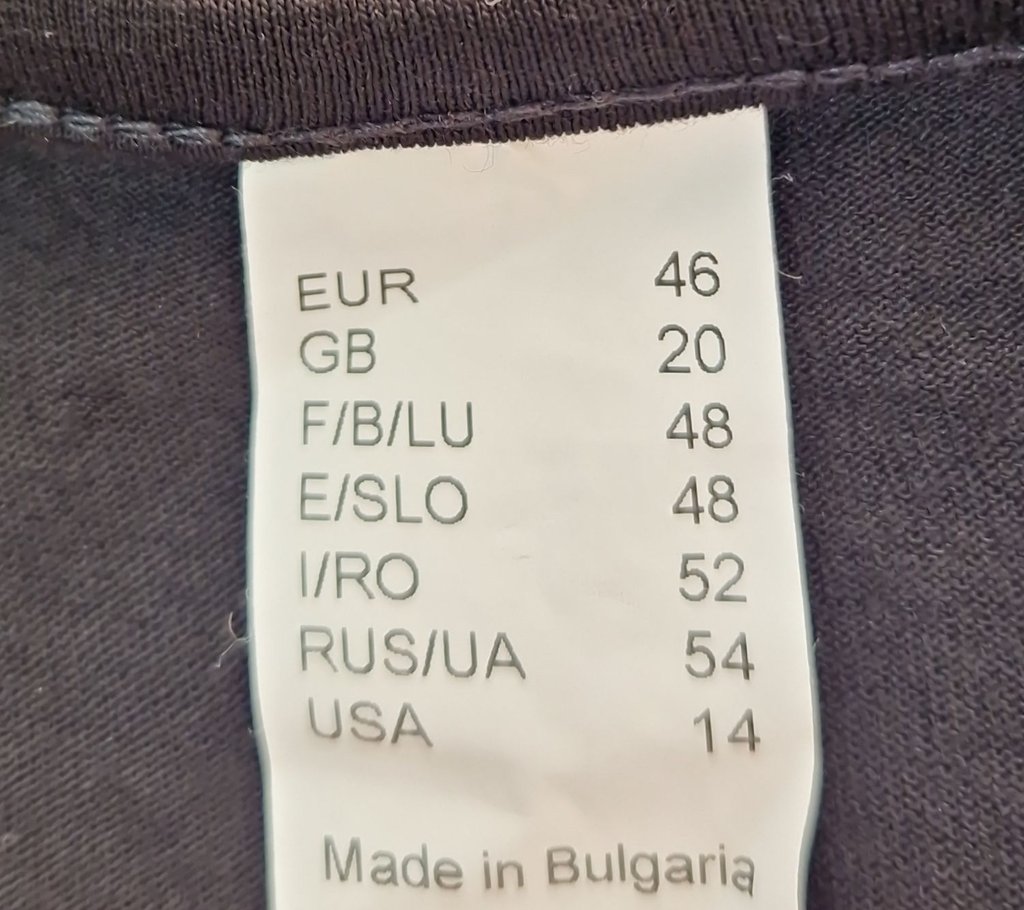 EUR 46
GB 20
F/B/LU 48
E/SLO 48
I/RO 52
RUS/UA 54
USA 14
Made in Bulgaria